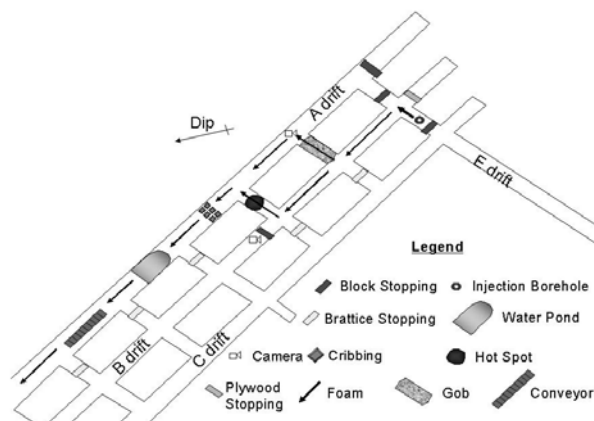 A drift
Dip
E drift
Legend
Block Stopping
Injection Borehole
Brattice Stopping
Water Pond
Camera
Cribbing
Hot Spot
Plywood
Stopping
Foam
Gob
Conveyor
B drift
C drift